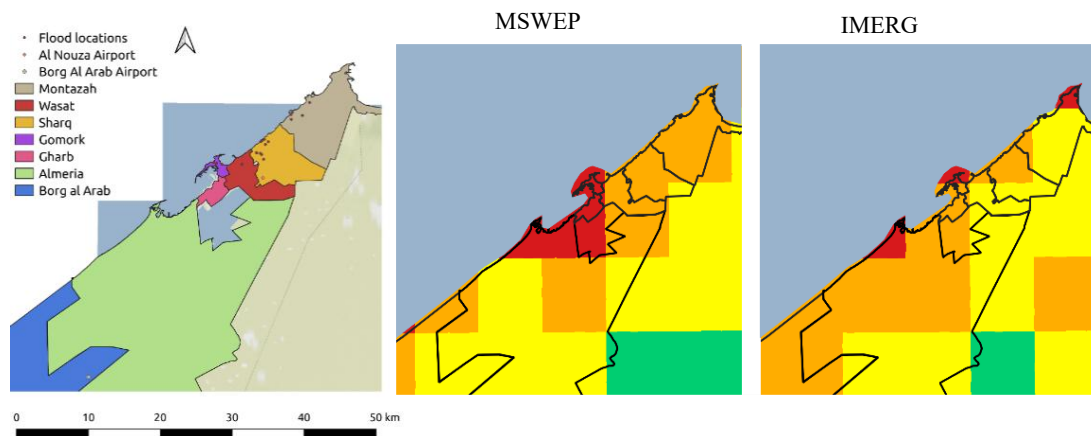 MSWEP
IMERG
Flood locations
Al Nouza Airport
Borg Al Arab Airport
Montazah
Wasat
Sharq
Gomork
Gharb
Almeria
Borg al Arab
0 10 20 30 40 50 km